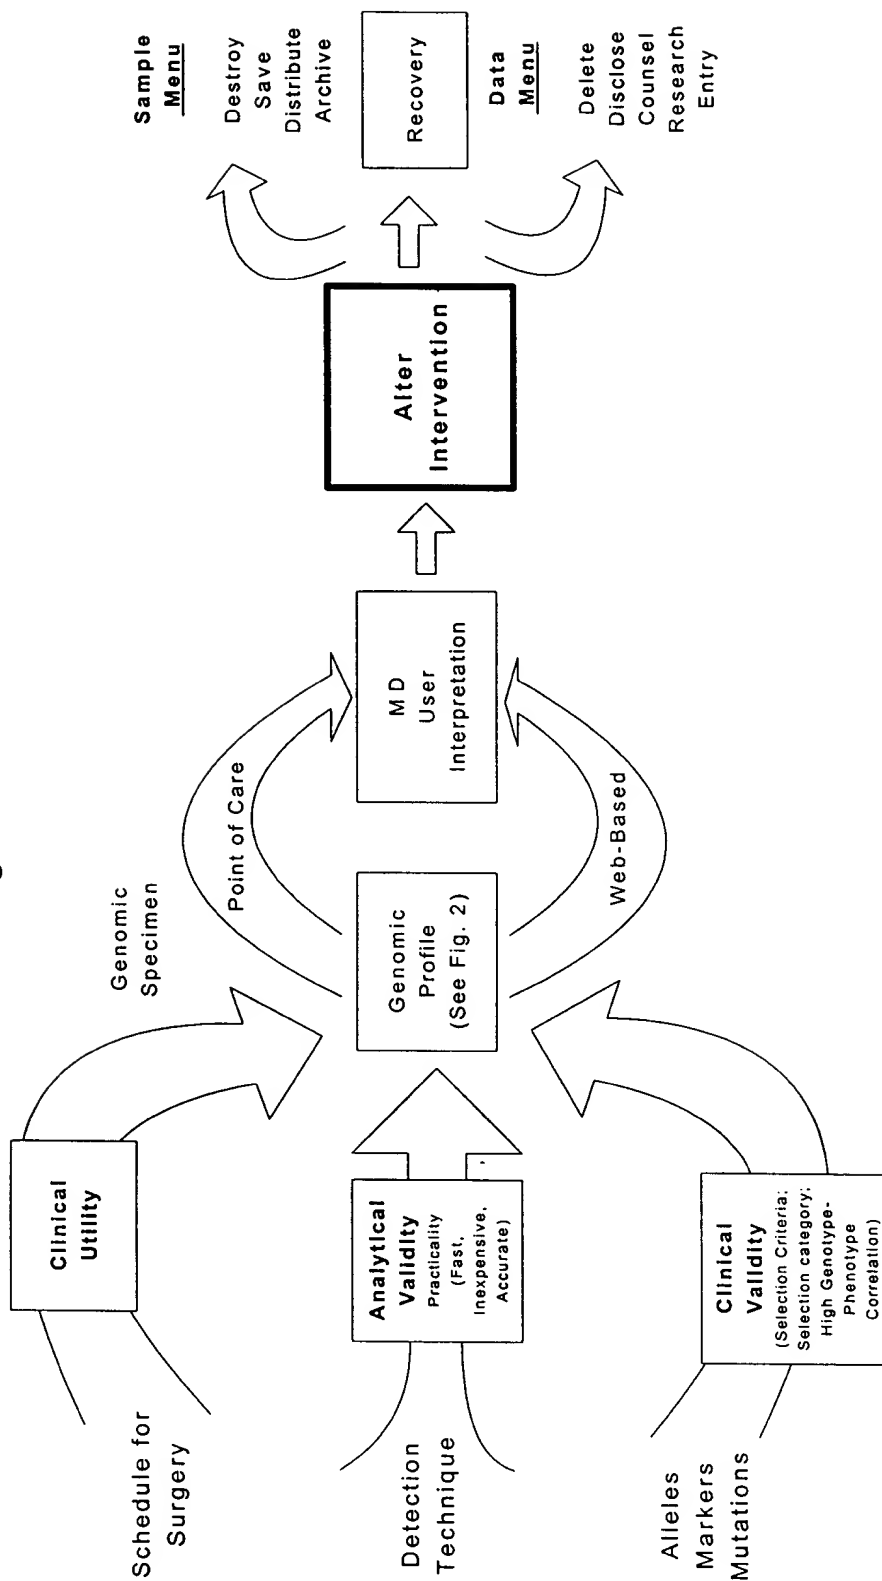 Schedule for
Surgery
Clinical
Utility
Genomic
Specimen
Detection
Technique
Analytical
Validity
Practicality
(Fast,
Inexpensive,
Accurate)
Alleles
Markers
Mutations
Clinical
Validity
(Selection Criteria;
Selection category;
High Genotype-
Phenotype
Correlation)
Genomic
Profile
(See Fig. 2)
Point of Care
Web-Based
MD
User
Interpretation
Alter
Intervention
Sample
Menu
Destroy
Save
Distribute
Archive
Recovery
Data
Menu
Delete
Disclose
Counsel
Research
Entry